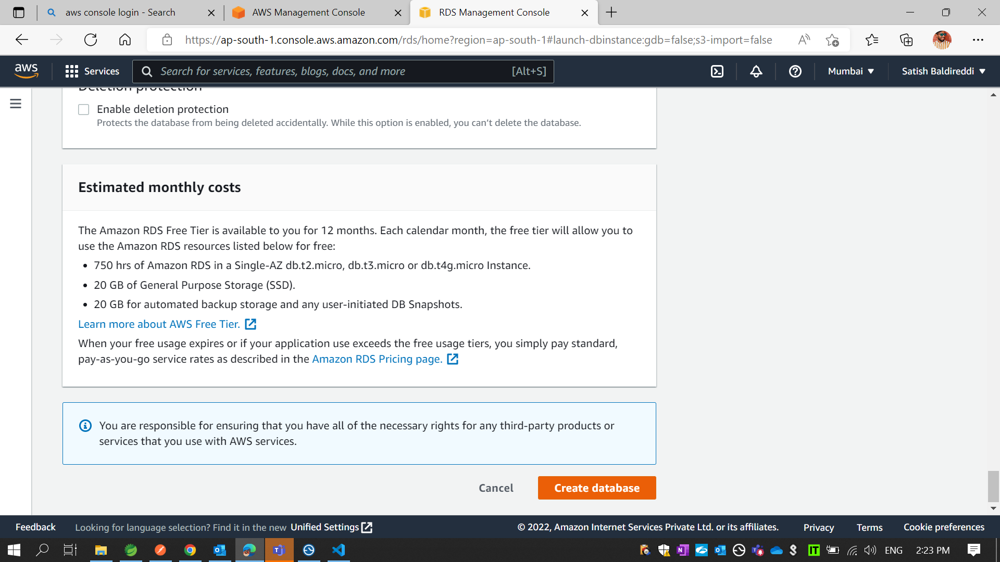 aws console login - Search
AWS Management Console
RDS Management Console
https://ap-south-1.console.aws.amazon.com/rds/home?region=ap-south-1#launch-dbinstance:gdb=false;s3-import=false
aws
Services
Search for services, features, blogs, docs, and more
[Alt+S]
Mumbai
Satish Baldireddi
Deletion protection
Enable deletion protection
Protects the database from being deleted accidentally. While this option is enabled, you can’t delete the database.
Estimated monthly costs
The Amazon RDS Free Tier is available to you for 12 months. Each calendar month, the free tier will allow you to
use the Amazon RDS resources listed below for free:
• 750 hrs of Amazon RDS in a Single-AZ db.t2.micro, db.t3.micro or db.t4g.micro Instance.
• 20 GB of General Purpose Storage (SSD).
• 20 GB for automated backup storage and any user-initiated DB Snapshots.
Learn more about AWS Free Tier.
When your free usage expires or if your application use exceeds the free usage tiers, you simply pay standard,
pay-as-you-go service rates as described in the Amazon RDS Pricing page.
You are responsible for ensuring that you have all of the necessary rights for any third-party products or
services that you use with AWS services.
Cancel
Create database
Feedback
Looking for language selection? Find it in the new Unified Settings
© 2022, Amazon Internet Services Private Ltd. or its affiliates.
Privacy
Terms
Cookie preferences
ENG
2:23 PM